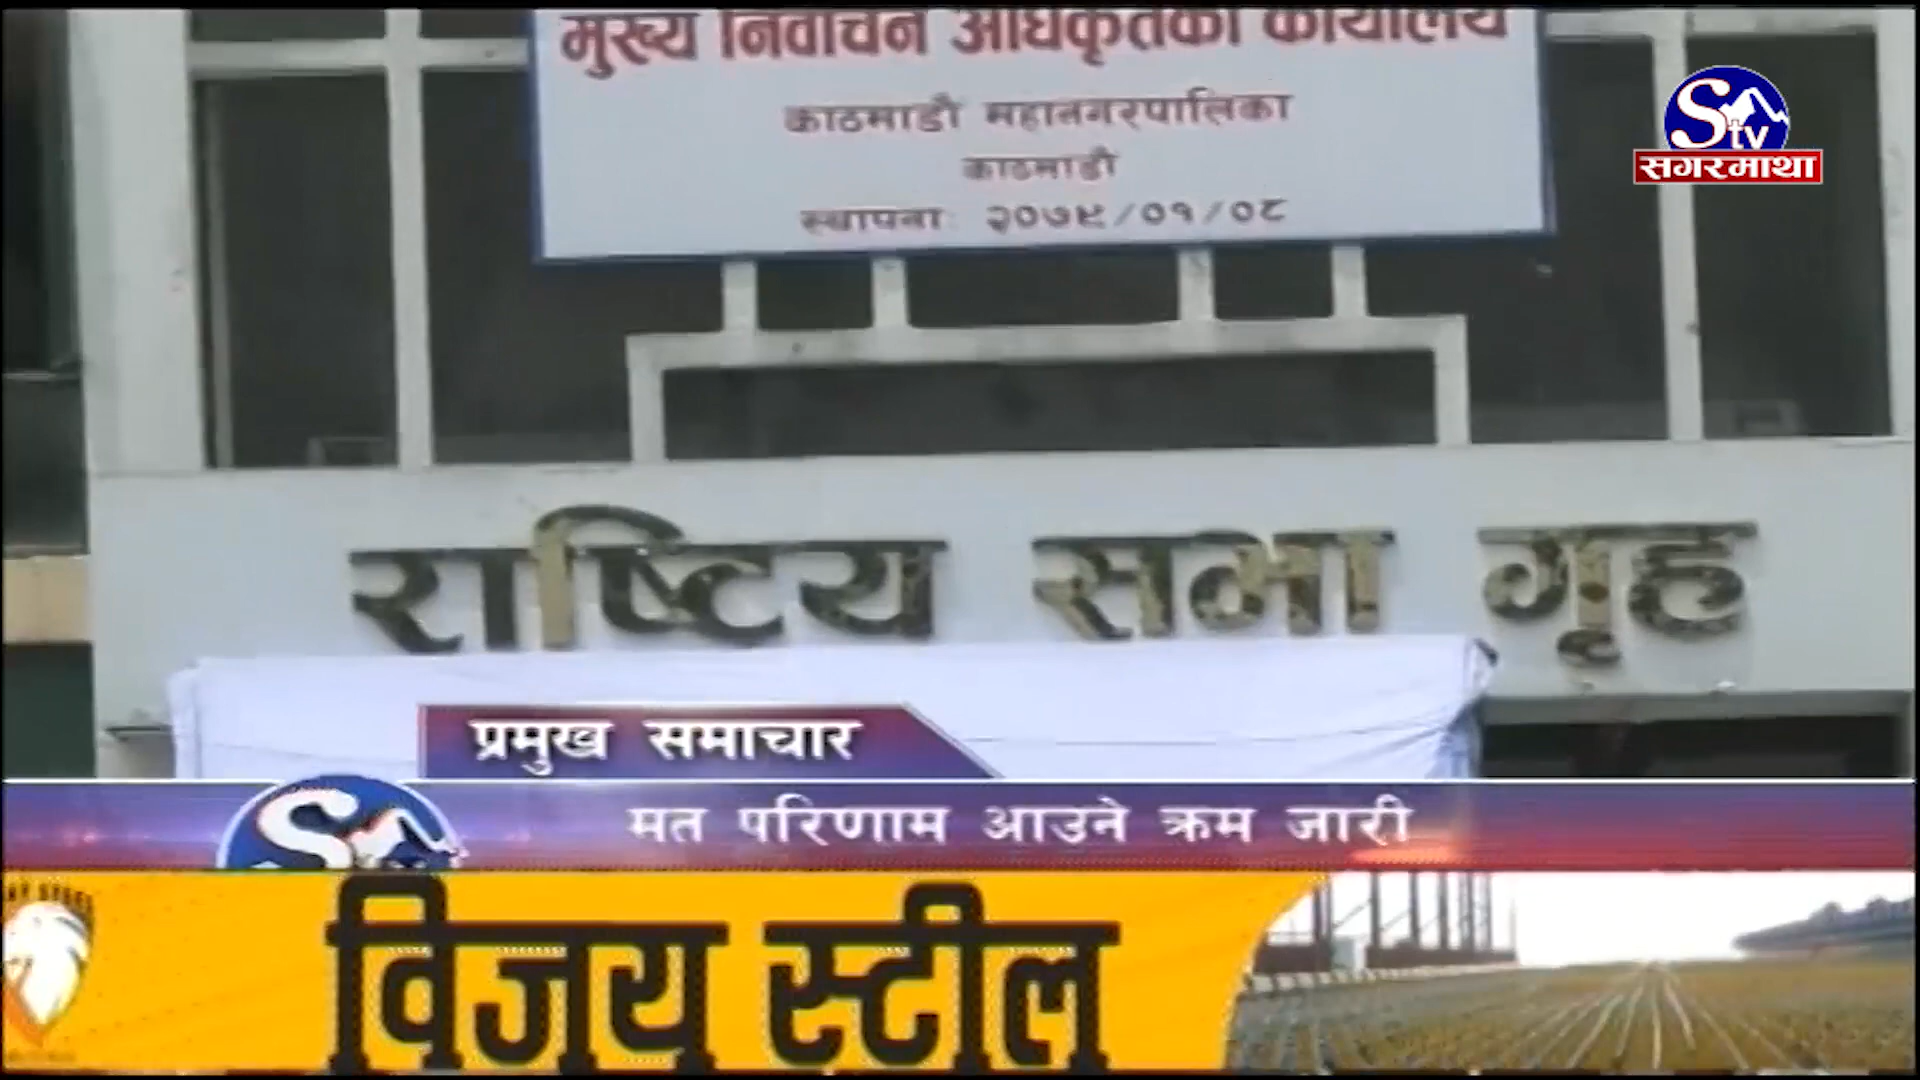 मुख्य निर्वाचन अधिकृतको कार्यालय
काठमाडौं महानगरपालिका
काठमाडौं
स्थापनाः २०७९/०१/०८
Stv
सगरमाथा
राष्ट्रिय सभा गृह
प्रमुख समाचार
मत परिणाम आउने क्रम जारी
विजय स्टील